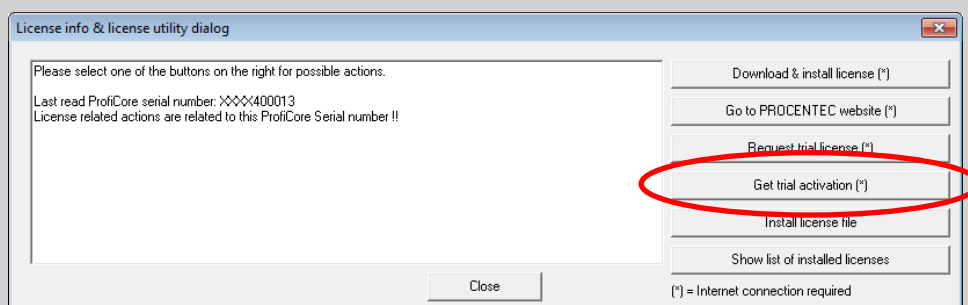 License info & license utility dialog
Please select one of the buttons on the right for possible actions.
Last read ProfiCore serial number: XXXX400013
License related actions are related to this ProfiCore Serial number !!
Download & install license (*)
Go to PROCENTEC website (*)
Request trial license (*)
Get trial activation (*)
Install license file
Show list of installed licenses
Close
(*) = Internet connection required